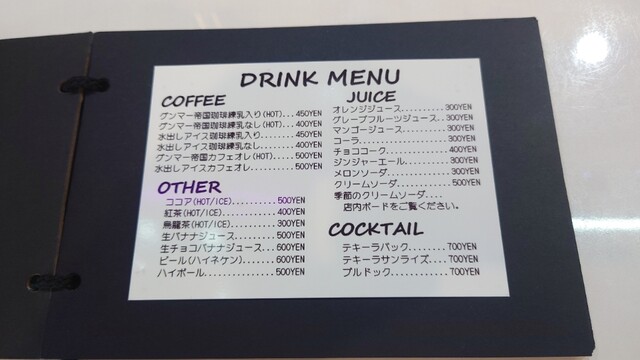 DRINK MENU
COFFEE
グンマー帝国珈琲練乳入り(HOT)...450YEN
グンマー帝国珈琲練乳なし(HOT)...400YEN
水出しアイス珈琲練乳入り........450YEN
水出しアイス珈琲練乳なし........400YEN
グンマー帝国カフェオレ(HOT).....500YEN
水出しアイスカフェオレ..........500YEN
OTHER
ココア(HOT/ICE)..........500YEN
紅茶(HOT/ICE)............400YEN
烏龍茶(HOT/ICE)..........300YEN
生バナナジュース.........500YEN
生チョコバナナジュース...600YEN
ビール(ハイネケン).......600YEN
ハイボール...............500YEN
JUICE
オレンジジュース..........300YEN
グレープフルーツジュース..300YEN
マンゴージュース..........300YEN
コーラ....................300YEN
チョココーク..............400YEN
ジンジャーエール..........300YEN
メロンソーダ..............300YEN
クリームソーダ............500YEN
季節のクリームソーダ....
店内ボードをご覧ください。
COCKTAIL
テキーラバック.......700YEN
テキーラサンライズ...700YEN
ブルドック...........700YEN